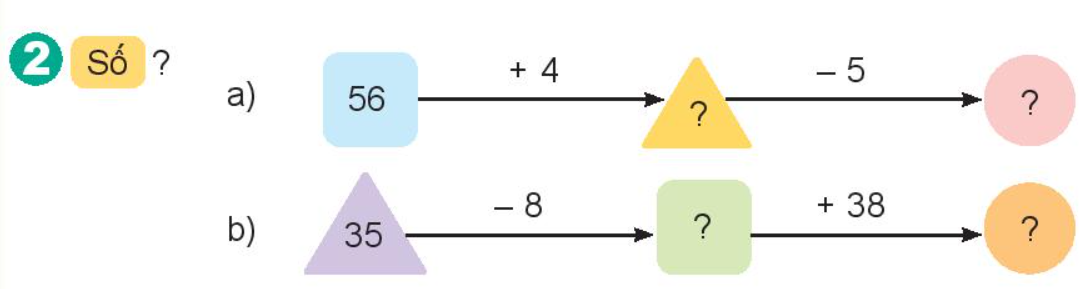 2 Số ?
a) 56 + 4 ? – 5 ?
b) 35 – 8 ? + 38 ?